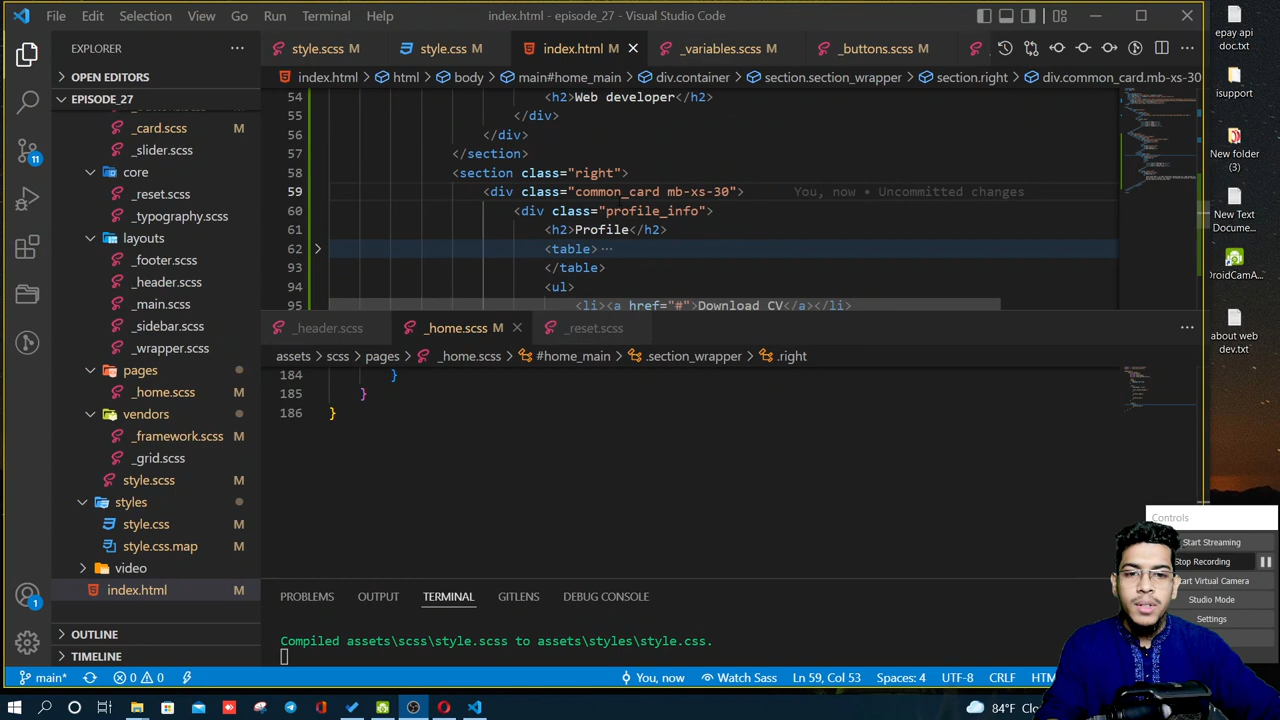 File Edit Selection View Go Run Terminal Help
index.html - episode_27 - Visual Studio Code
EXPLORER
OPEN EDITORS
EPISODE_27
_card.scss M
_slider.scss
core
_reset.scss
_typography.scss
layouts
_footer.scss
_header.scss
_main.scss
_sidebar.scss
_wrapper.scss
pages
_home.scss M
vendors
_framework.scss M
_grid.scss
style.scss M
styles
style.css M
style.css.map M
video
index.html M
OUTLINE
TIMELINE
style.scss M style.css M index.html M _variables.scss M _buttons.scss M
index.html > html > body > main#home_main > div.container > section.section_wrapper > section.right > div.common_card.mb-xs-30
54 <h2>Web developer</h2>
55 </div>
56 </div>
57 </section>
58 <section class="right">
59 <div class="common_card mb-xs-30"> You, now • Uncommitted changes
60 <div class="profile_info">
61 <h2>Profile</h2>
62 <table>⋯
93 </table>
94 <ul>
95 <li><a href="#">Download CV</a></li>
_header.scss _home.scss M _reset.scss
assets > scss > pages > _home.scss > #home_main > .section_wrapper > .right
184 }
185 }
186 }
PROBLEMS OUTPUT TERMINAL GITLENS DEBUG CONSOLE
Compiled assets\scss\style.scss to assets\styles\style.css.
11
1
main* 0 0 You, now Watch Sass Ln 59, Col 53 Spaces: 4 UTF-8 CRLF
84°F
epay api
doc.txt
isupport
New folder
(3)
New Text
Docume...
DroidCamA...
about web
dev.txt
Controls
Start Streaming
Stop Recording
Start Virtual Camera
Studio Mode
Settings